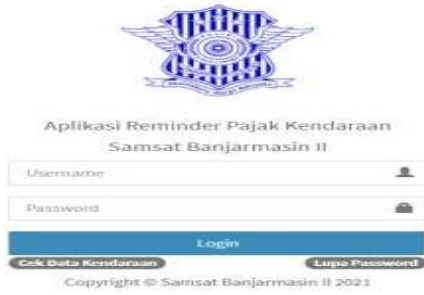 Aplikasi Reminder Pajak Kendaraan
Samsat Banjarmasin II
Username
Password
Login
Cek Data Kendaraan Lupa Password
Copyright © Samsat Banjarmasin II 2021